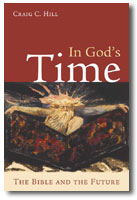 CRAIG C. HILL
In God's
Time
THE BIBLE AND THE FUTURE